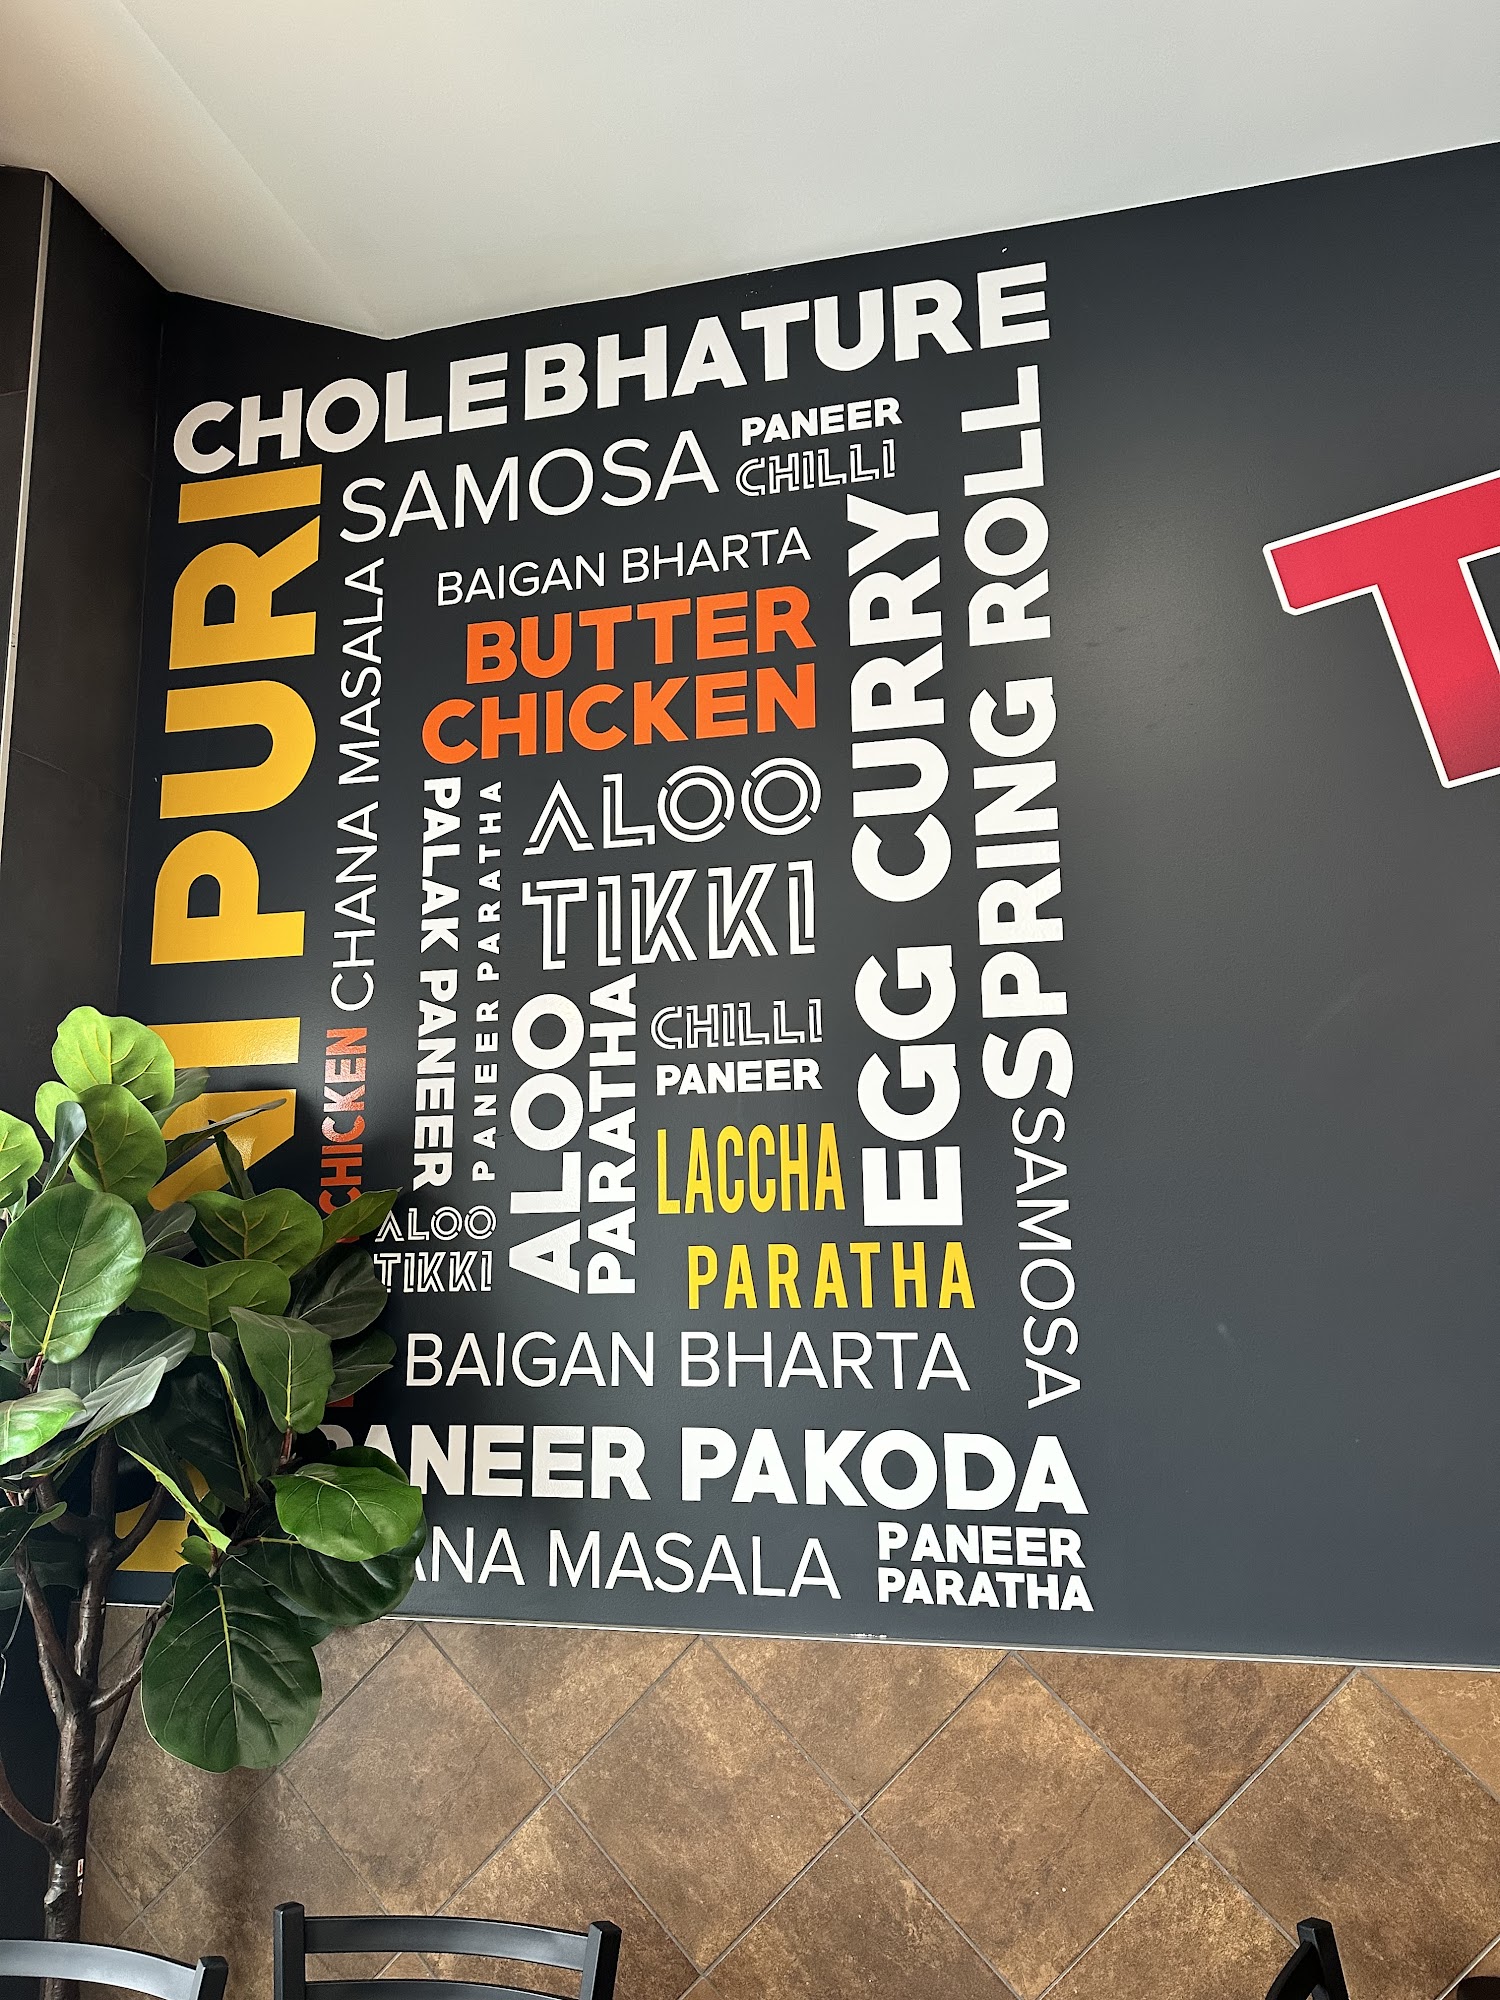 CHOLE BHATURE
SAMOSA
PANEER
CHILLI
BAIGAN BHARTA
BUTTER
CHICKEN
PURI
CHANA MASALA
CHICKEN
PALAK PANEER
PANEER PARATHA
ALOO
TIKKI
ALOO
PARATHA
CHILLI
PANEER
LACCHA
PARATHA
EGG CURRY
SPRING ROLL
SAMOSA
ALOO
TIKKI
BAIGAN BHARTA
PANEER PAKODA
ANA MASALA
PANEER
PARATHA
T